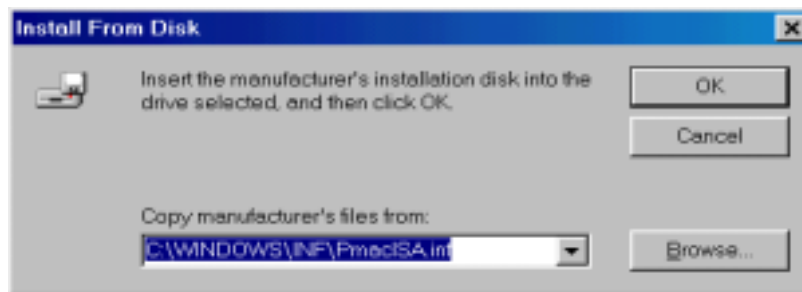 Install From Disk
Insert the manufacturer's installation disk into the
drive selected, and then click OK.
OK
Cancel
Copy manufacturer's files from:
C:\WINDOWS\INF\PmacISA.inf
Browse...